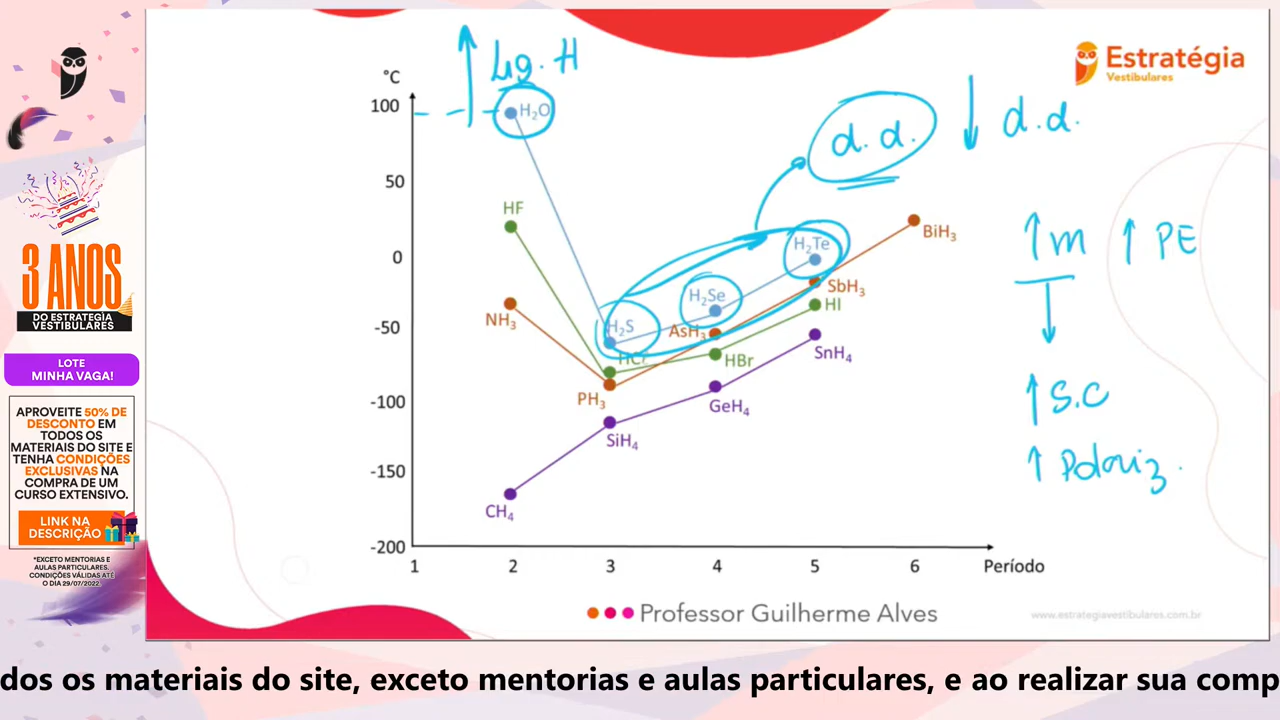 3 ANOS
DO ESTRATEGIA
VESTIBULARES
LOTE
MINHA VAGA!
APROVEITE 50% DE
DESCONTO EM
TODOS OS
MATERIAIS DO SITE E
TENHA CONDIÇÕES
EXCLUSIVAS NA
COMPRA DE UM
CURSO EXTENSIVO.
LINK NA
DESCRIÇÃO
*EXCETO MENTORIAS E
AULAS PARTICULARES.
CONDIÇÕES VÁLIDAS ATÉ
O DIA 29/07/2022.
Estratégia
Vestibulares
°C
100
50
0
-50
-100
-150
-200
1 2 3 4 5 6 Período
↑ Lig. H
H₂O
HF
NH₃
CH₄
H₂S
HCl
PH₃
SiH₄
H₂Se
AsH₃
HBr
GeH₄
H₂Te
SbH₃
HI
SnH₄
BiH₃
d.d.
↓ d.d.
↑ m ↑ PE
↑ S.C
↑ Polariz.
Professor Guilherme Alves
www.estrategiavestibulares.com.br
dos os materiais do site, exceto mentorias e aulas particulares, e ao realizar sua comp